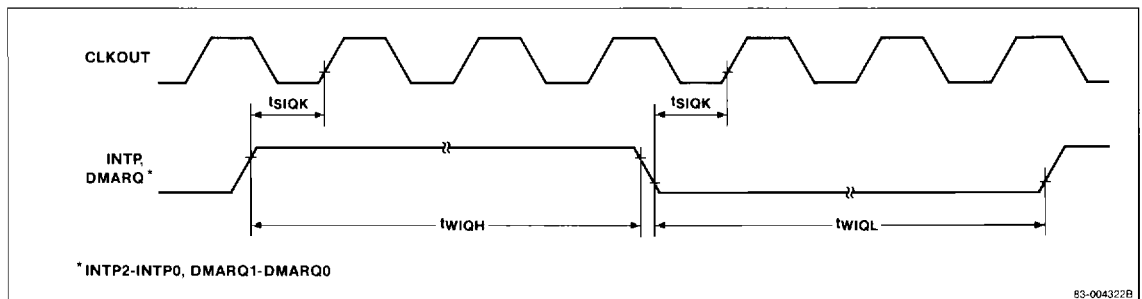 CLKOUT
tSIQK
tSIQK
INTP,
DMARQ*
tWIQH
tWIQL
*INTP2-INTP0, DMARQ1-DMARQ0
83-004322B